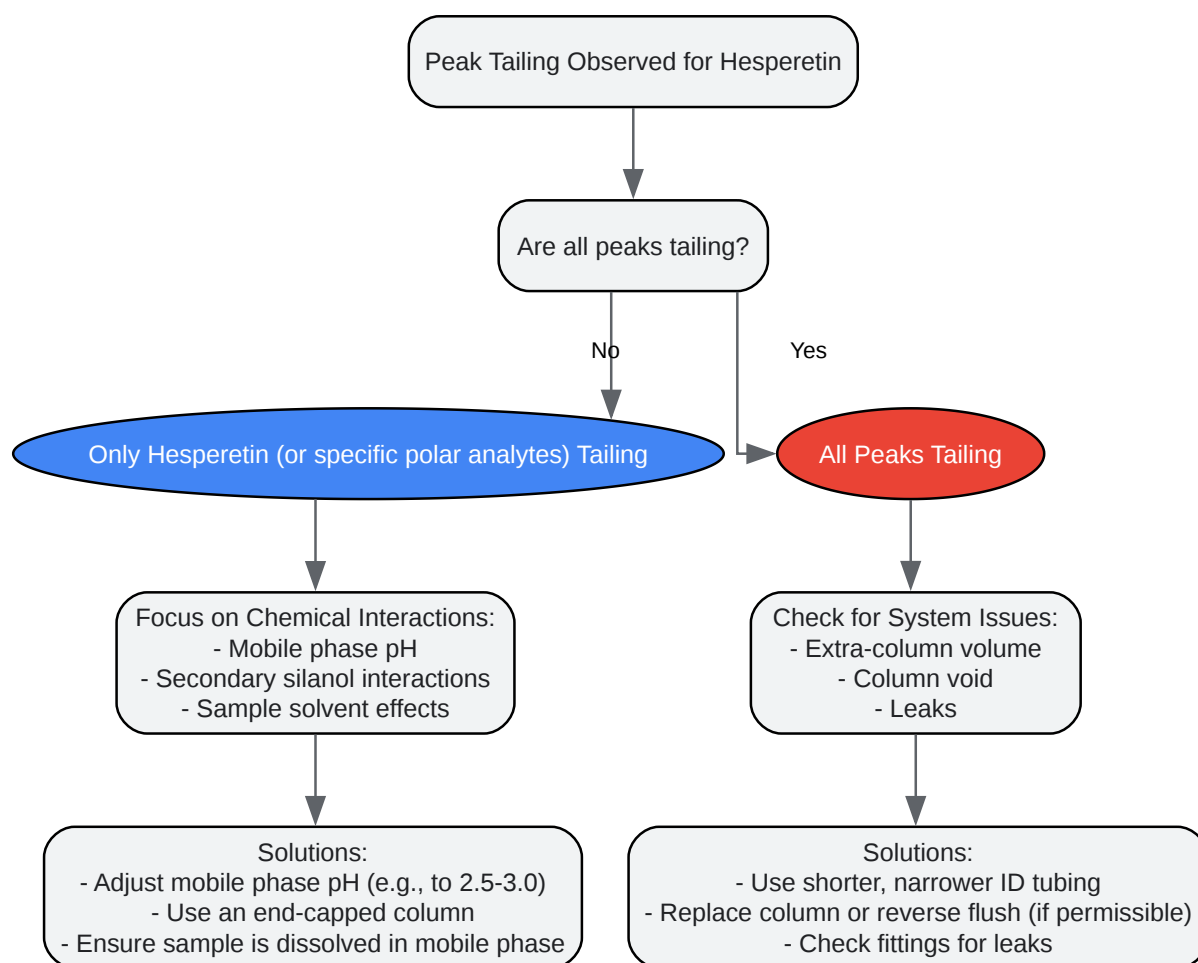 Peak Tailing Observed for Hesperetin
Are all peaks tailing?
No
Yes
Only Hesperetin (or specific polar analytes) Tailing
All Peaks Tailing
Focus on Chemical Interactions:
- Mobile phase pH
- Secondary silanol interactions
- Sample solvent effects
Check for System Issues:
- Extra-column volume
- Column void
- Leaks
Solutions:
- Adjust mobile phase pH (e.g., to 2.5-3.0)
- Use an end-capped column
- Ensure sample is dissolved in mobile phase
Solutions:
- Use shorter, narrower ID tubing
- Replace column or reverse flush (if permissible)
- Check fittings for leaks